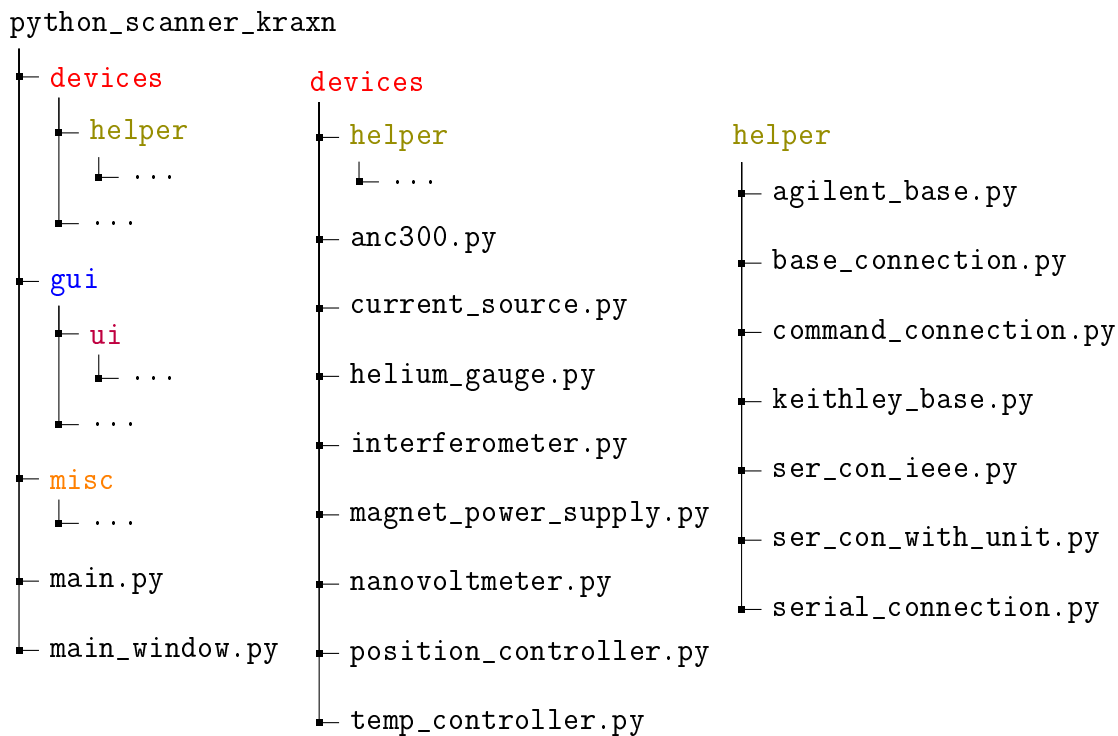 python_scanner_kraxn
devices
helper
...
...
gui
ui
...
...
misc
...
main.py
main_window.py
devices
helper
...
anc300.py
current_source.py
helium_gauge.py
interferometer.py
magnet_power_supply.py
nanovoltmeter.py
position_controller.py
temp_controller.py
helper
agilent_base.py
base_connection.py
command_connection.py
keithley_base.py
ser_con_ieee.py
ser_con_with_unit.py
serial_connection.py